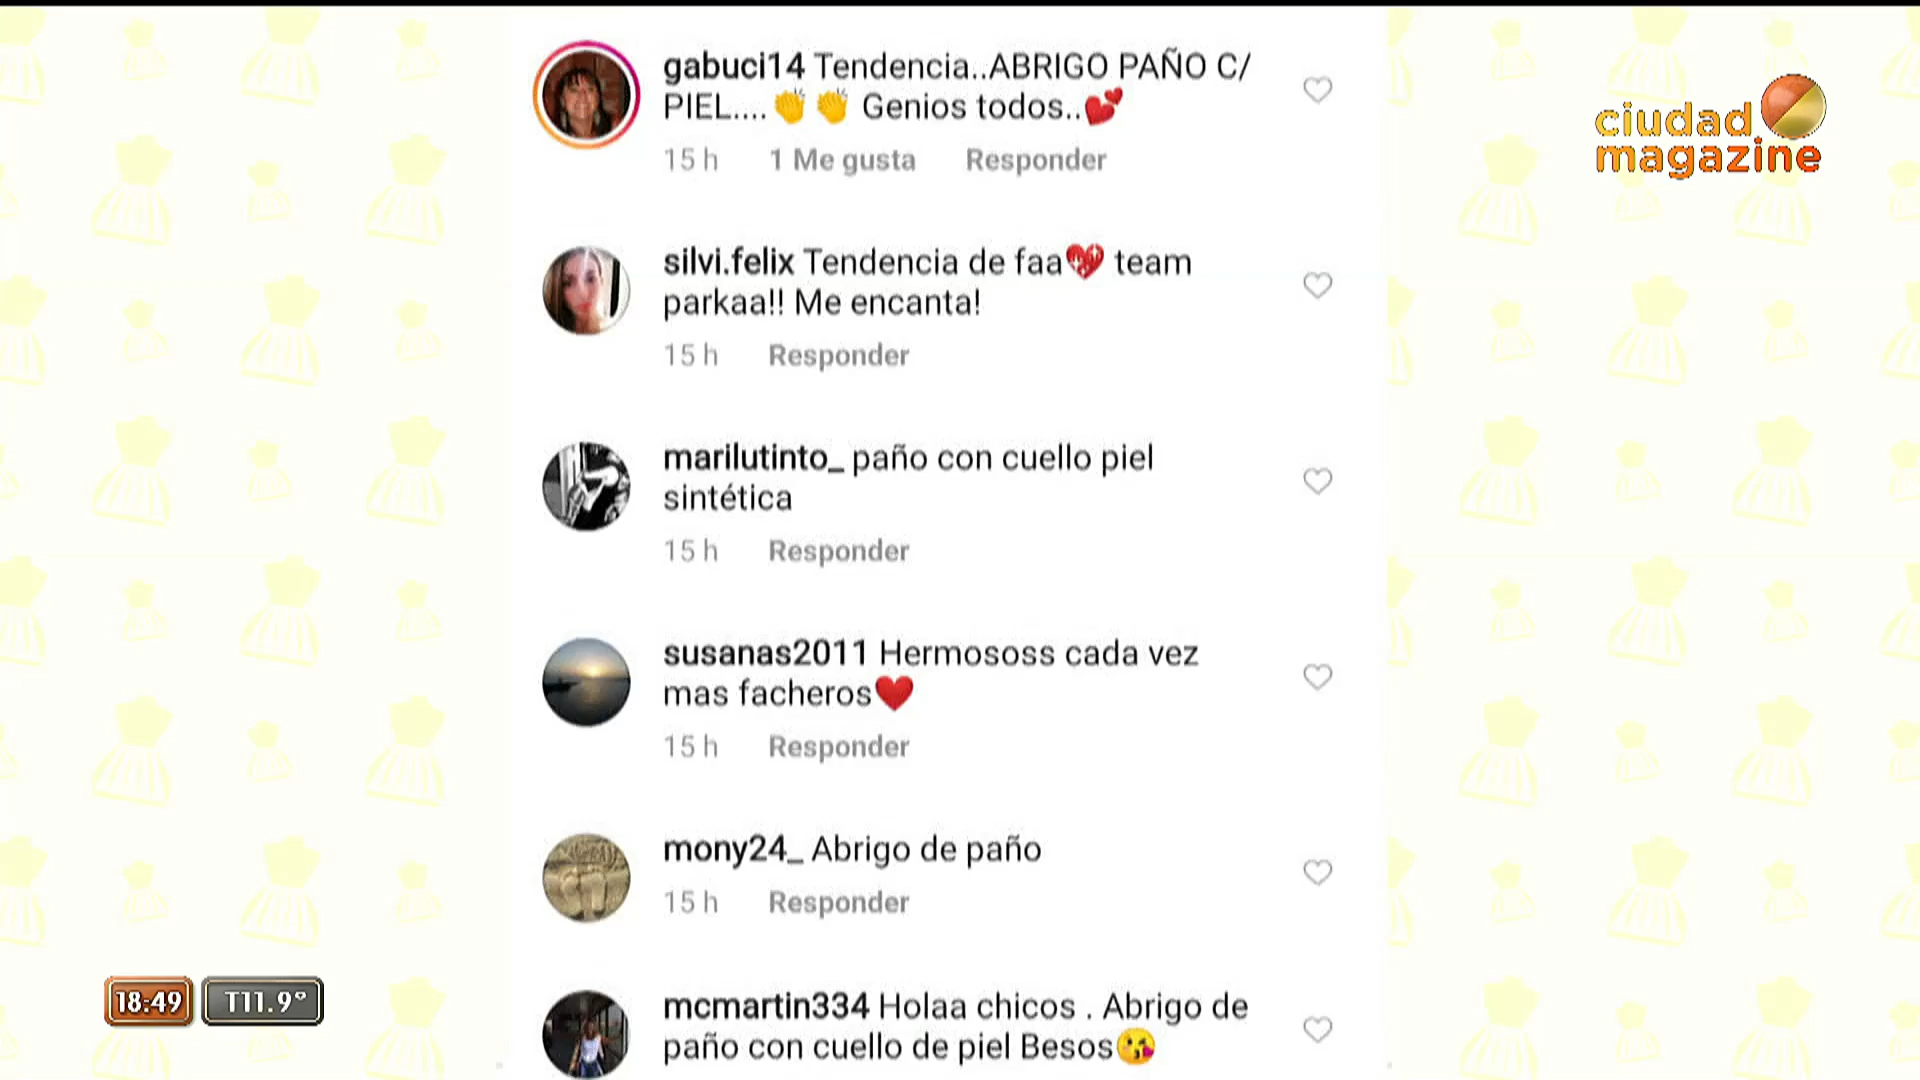 gabuci14 Tendencia..ABRIGO PAÑO C/
PIEL....👏👏 Genios todos..💕
15 h 1 Me gusta Responder
silvi.felix Tendencia de faa💖 team
parkaa!! Me encanta!
15 h Responder
marilutinto_ paño con cuello piel
sintética
15 h Responder
susanas2011 Hermososs cada vez
mas facheros❤️
15 h Responder
mony24_ Abrigo de paño
15 h Responder
mcmartin334 Holaa chicos . Abrigo de
paño con cuello de piel Besos😘
ciudad
magazine
18:49 T11.9°